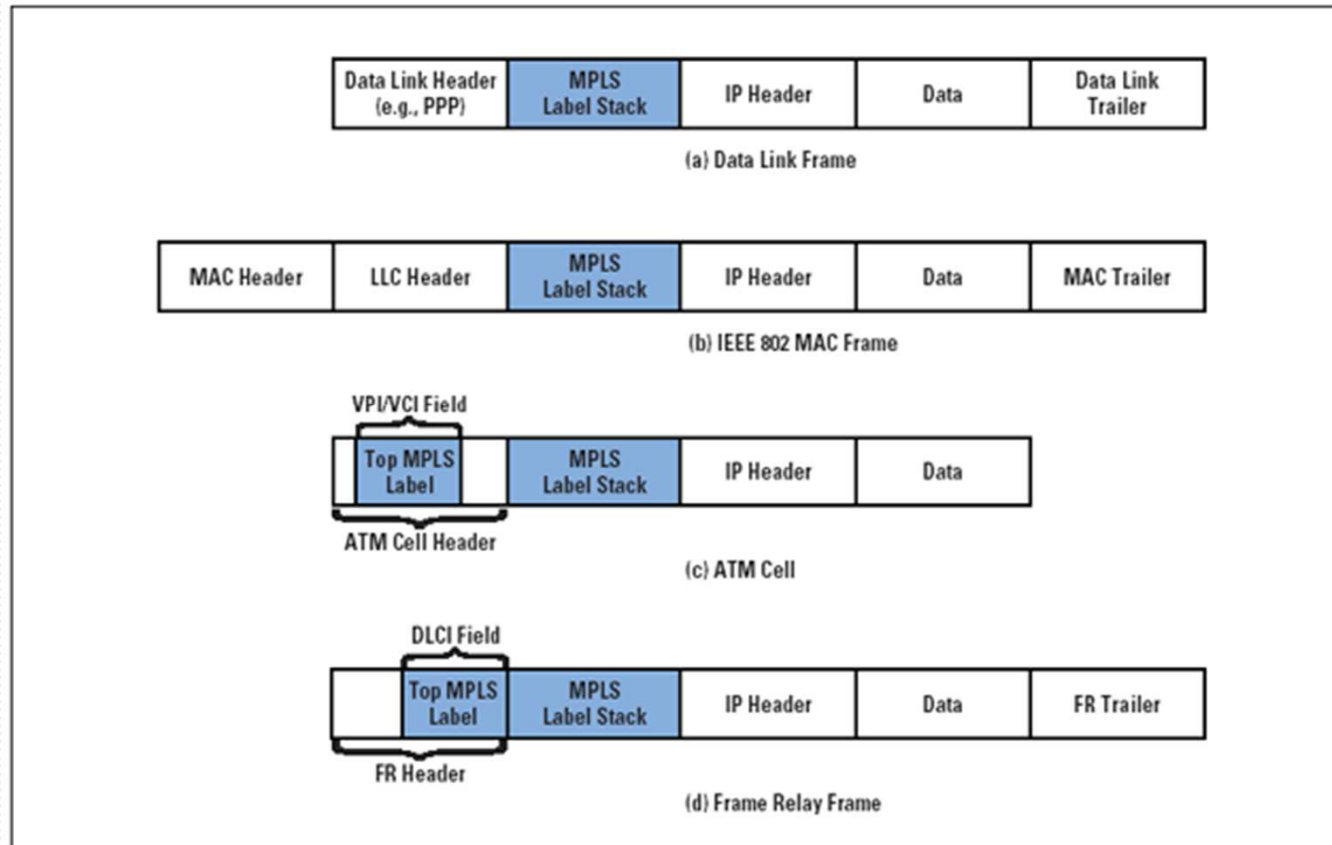 Data Link Header
(e.g., PPP)
MPLS
Label Stack
IP Header
Data
Data Link
Trailer
(a) Data Link Frame
MAC Header
LLC Header
MPLS
Label Stack
IP Header
Data
MAC Trailer
(b) IEEE 802 MAC Frame
VPI/VCI Field
Top MPLS
Label
MPLS
Label Stack
IP Header
Data
ATM Cell Header
(c) ATM Cell
DLCI Field
Top MPLS
Label
MPLS
Label Stack
IP Header
Data
FR Trailer
FR Header
(d) Frame Relay Frame